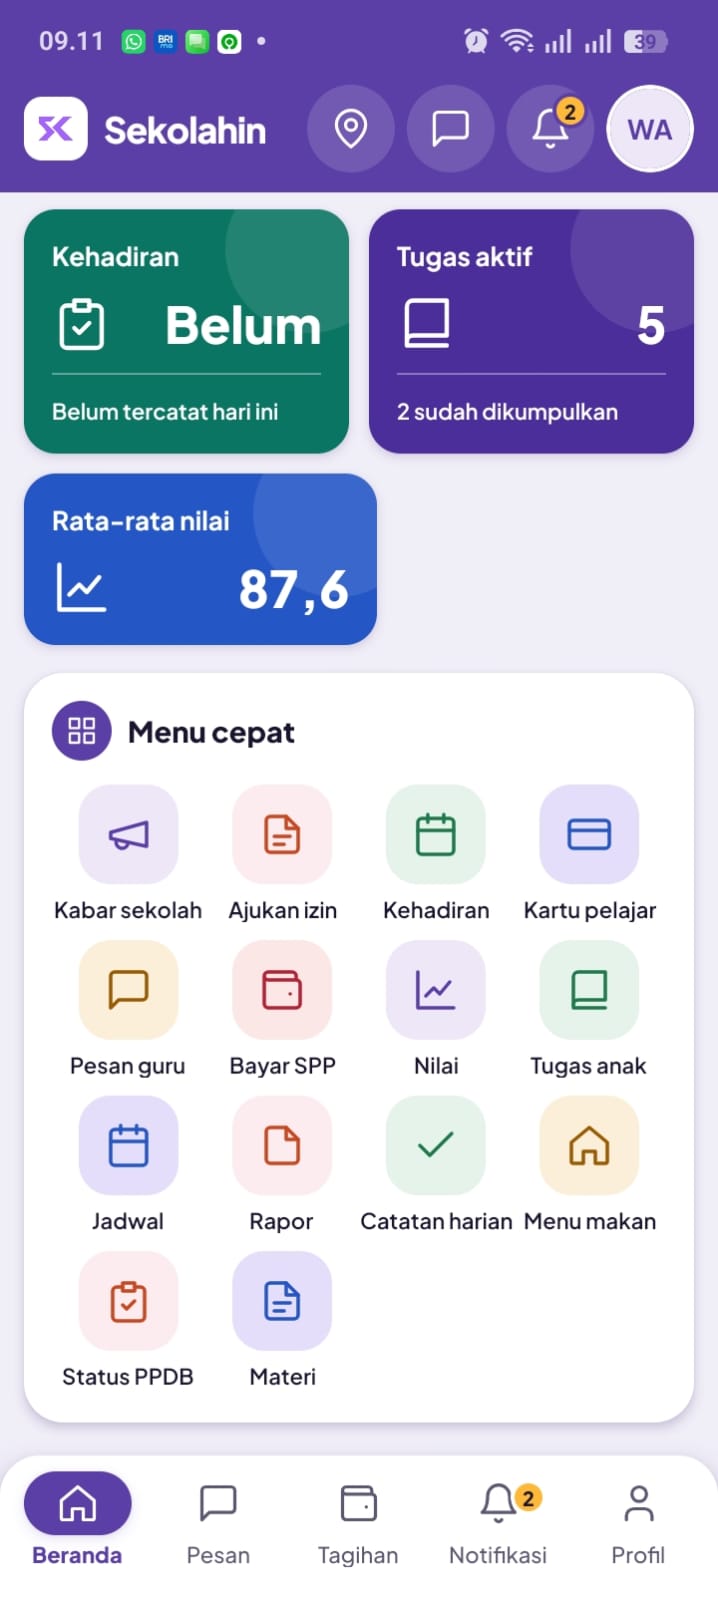 09.11
BRI
mo
39
Sekolahin
2
WA
Kehadiran
Belum
Belum tercatat hari ini
Tugas aktif
5
2 sudah dikumpulkan
Rata-rata nilai
87,6
Menu cepat
Kabar sekolah
Ajukan izin
Kehadiran
Kartu pelajar
Pesan guru
Bayar SPP
Nilai
Tugas anak
Jadwal
Rapor
Catatan harian
Menu makan
Status PPDB
Materi
2
Beranda
Pesan
Tagihan
Notifikasi
Profil